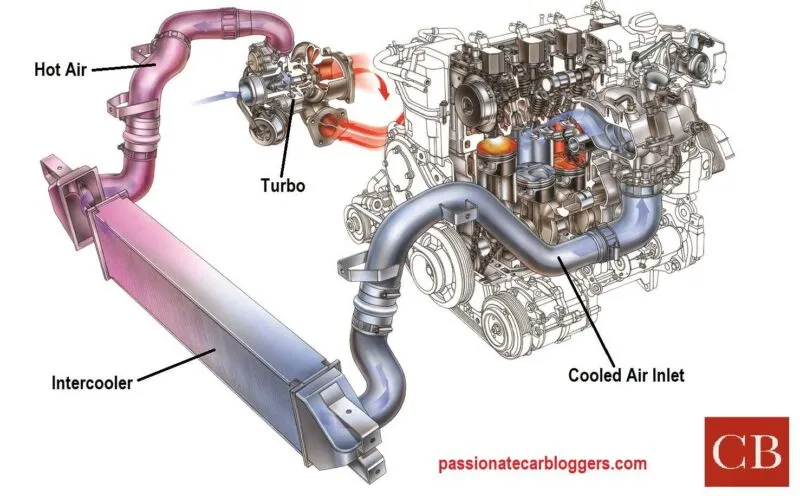 Hot Air
Turbo
Intercooler
Cooled Air Inlet
passionatecarbloggers.com
CB